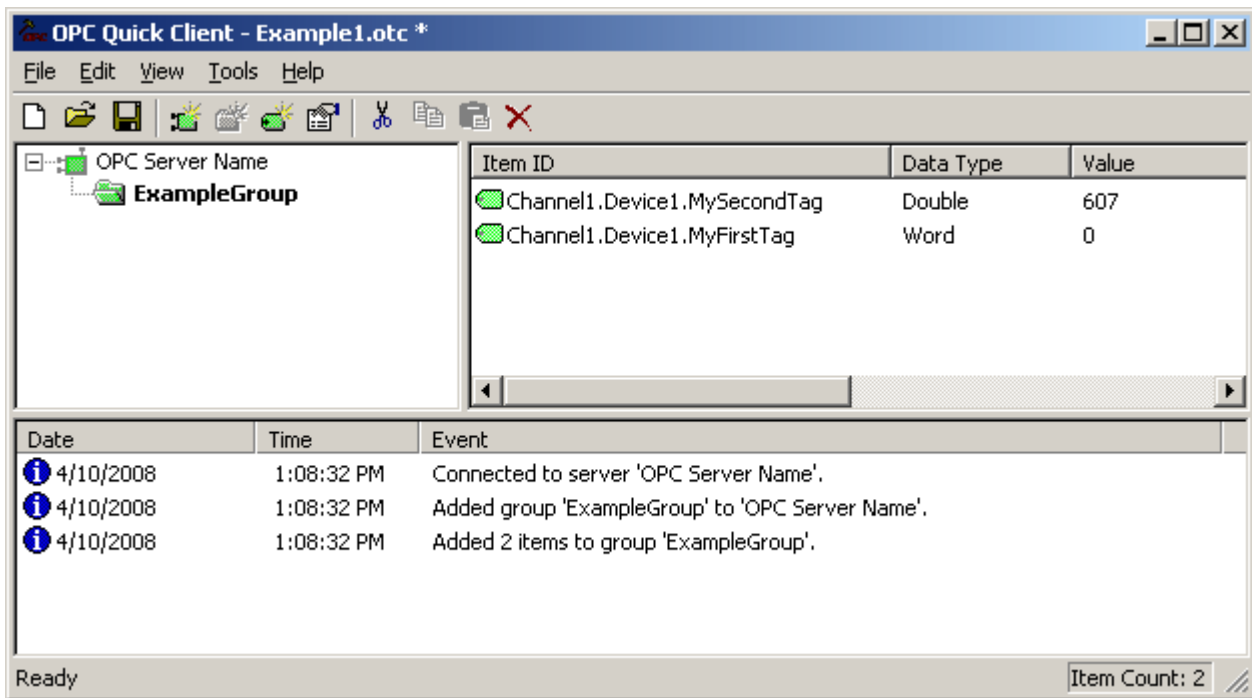 OPC Quick Client - Example1.otc *
File Edit View Tools Help
OPC Server Name
ExampleGroup
Item ID Data Type Value
Channel1.Device1.MySecondTag Double 607
Channel1.Device1.MyFirstTag Word 0
Date Time Event
4/10/2008 1:08:32 PM Connected to server 'OPC Server Name'.
4/10/2008 1:08:32 PM Added group 'ExampleGroup' to 'OPC Server Name'.
4/10/2008 1:08:32 PM Added 2 items to group 'ExampleGroup'.
Ready Item Count: 2